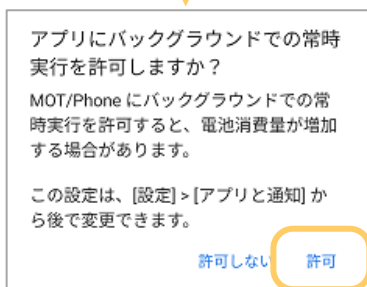 アプリにバックグラウンドでの常時
実行を許可しますか？
MOT/Phone にバックグラウンドでの常
時実行を許可すると、電池消費量が増加
する場合があります。
この設定は、[設定] > [アプリと通知] か
ら後で変更できます。
許可しない 許可